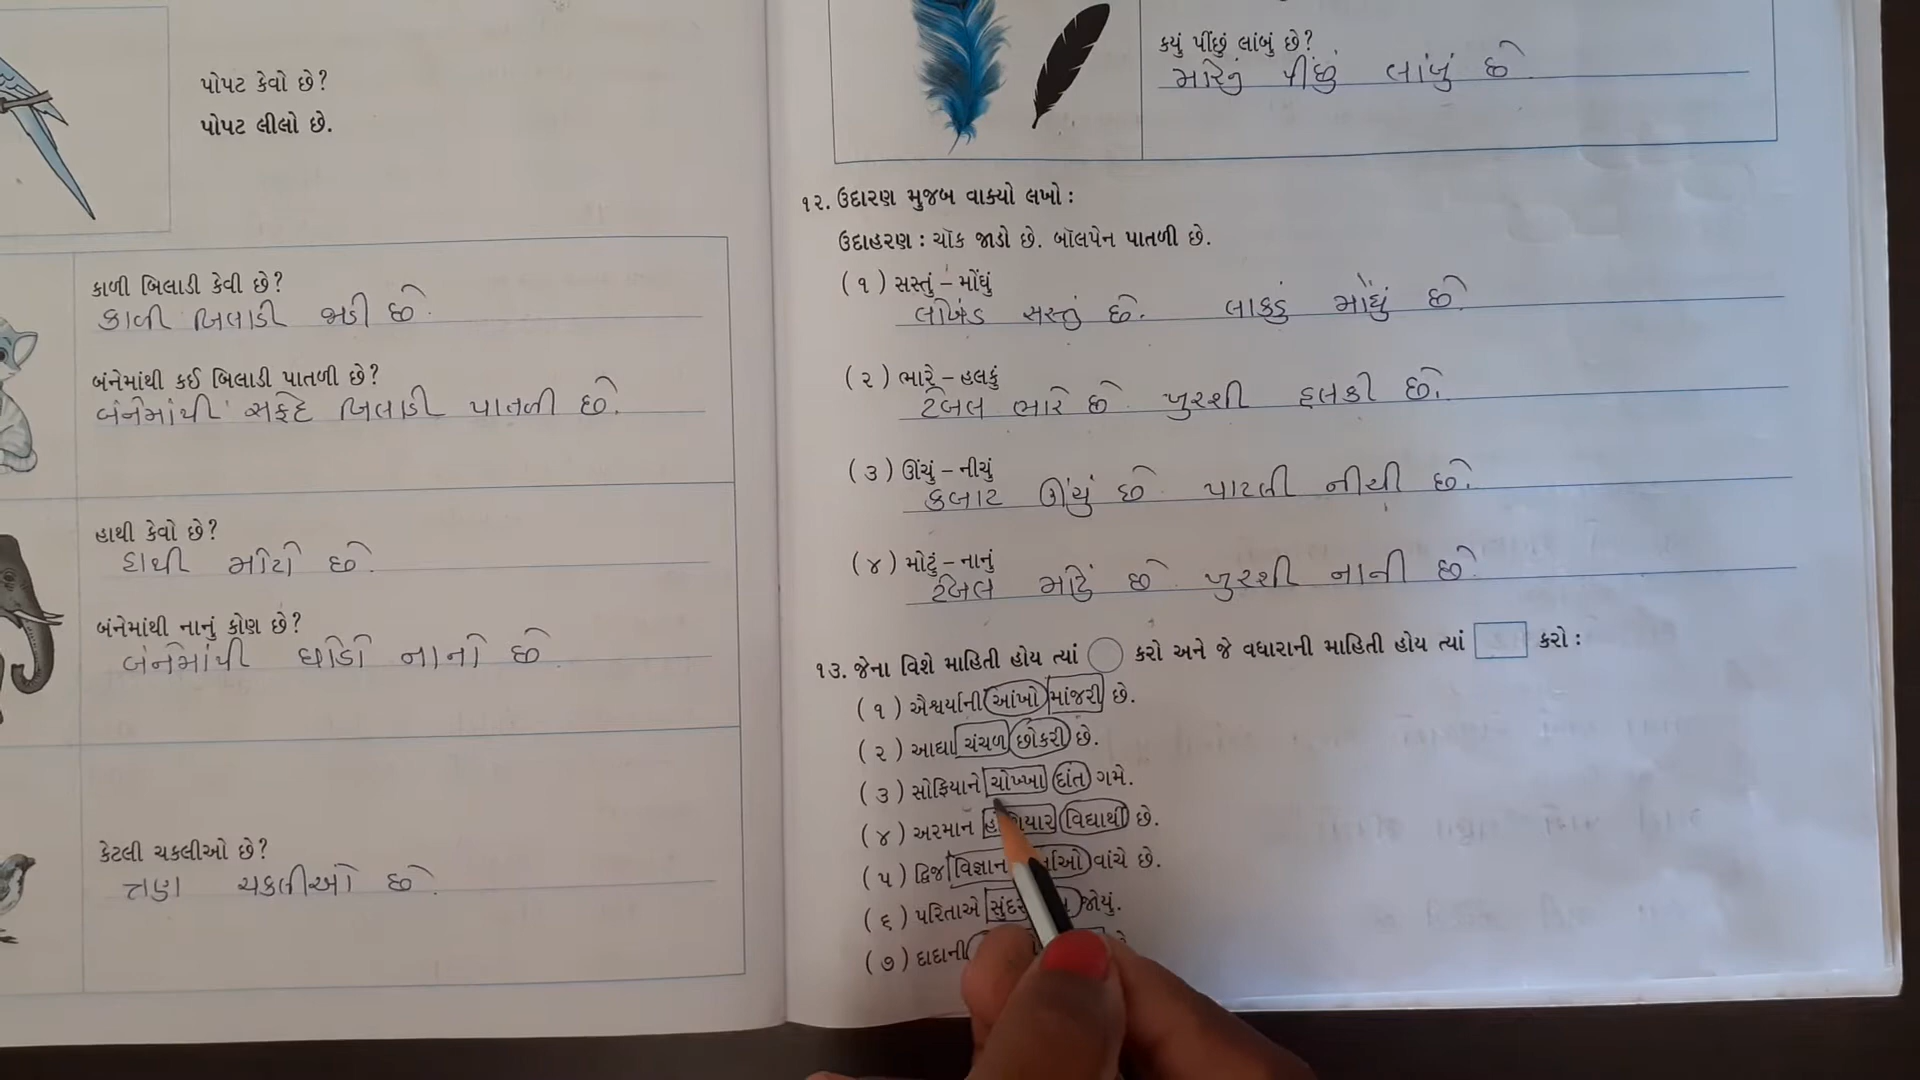 પોપટ કેવો છે?
પોપટ લીલો છે.
કાળી બિલાડી કેવી છે?
કાળી બિલાડી જાડી છે.
બંનેમાંથી કઈ બિલાડી પાતળી છે?
બંનેમાંથી સફેદ બિલાડી પાતળી છે.
હાથી કેવો છે?
હાથી મોટો છે.
બંનેમાંથી નાનું કોણ છે?
બંનેમાંથી ઘોડો નાનો છે.
કેટલી ચકલીઓ છે?
ત્રણ ચકલીઓ છે.
કયું પીંછું લાંબું છે?
મોરનું પીંછું લાંબું છે
૧૨. ઉદારણ મુજબ વાક્યો લખો :
ઉદાહરણ : ચૉક જાડો છે. બૉલપેન પાતળી છે.
(૧) સસ્તું – મોંઘું
લોખંડ સસ્તું છે. લાકડું મોંઘું છે.
(૨) ભારે – હલકું
ટેબલ ભારે છે. ખુરશી હલકી છે.
(૩) ઊંચું – નીચું
કબાટ ઊંચું છે. પાટલી નીચી છે.
(૪) મોટું – નાનું
ટેબલ મોટું છે. ખુરશી નાની છે.
૧૩. જેના વિશે માહિતી હોય ત્યાં કરો અને જે વધારાની માહિતી હોય ત્યાં કરો :
(૧) ઐશ્વર્યાની આંખો માંજરી છે.
(૨) આદ્યા ચંચળ છોકરી છે.
(૩) સોફિયાને ચોખ્ખા દાંત ગમે.
(૪) અરમાન વિદ્યાર્થી છે.
(૫) દ્વિજ વિજ્ઞાન વાંચે છે.
(૬) પરિતાએ જોયું.
(૭) દાદાની